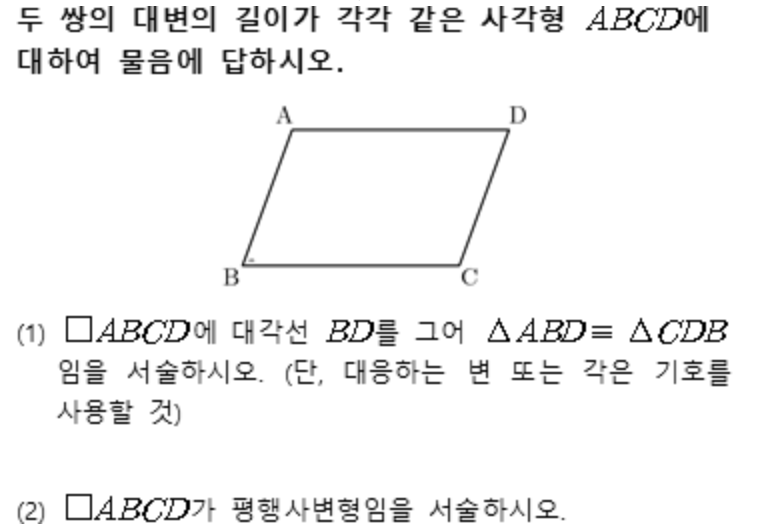 두 쌍의 대변의 길이가 각각 같은 사각형 ABCD에
대하여 물음에 답하시오.
A D
B C
(1) □ABCD에 대각선 BD를 그어 △ABD≡ △CDB
임을 서술하시오. (단, 대응하는 변 또는 각은 기호를
사용할 것)
(2) □ABCD가 평행사변형임을 서술하시오.